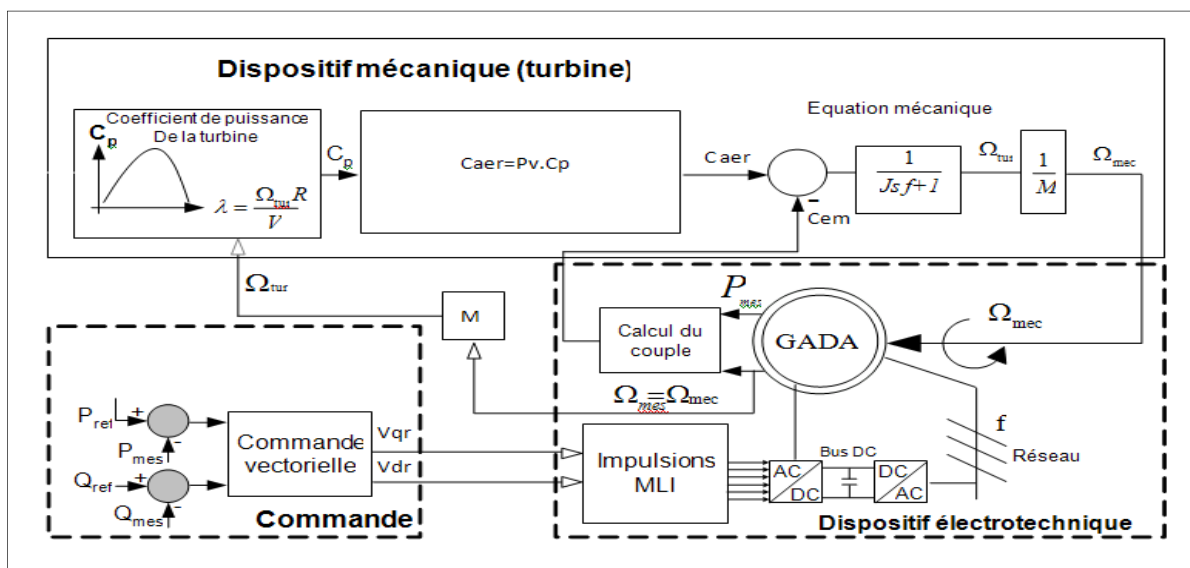 Dispositif mécanique (turbine)
Coefficient de puissance
De la turbine
Cp
λ = Ωtur R / V
Cp
Caer=Pv.Cp
Caer
Equation mécanique
-
Cem
1 / Jsf+1
Ωtur
1 / M
Ωmec
Ωtur
M
Pmes
Calcul du
couple
GADA
Ωmec
Ωmes=Ωmec
Pref
+
-
Pmes
Qref
+
-
Qmes
Commande
vectorielle
Vqr
Vdr
Commande
Impulsions
MLI
AC
DC
Bus DC
DC
AC
f
Réseau
Dispositif électrotechnique